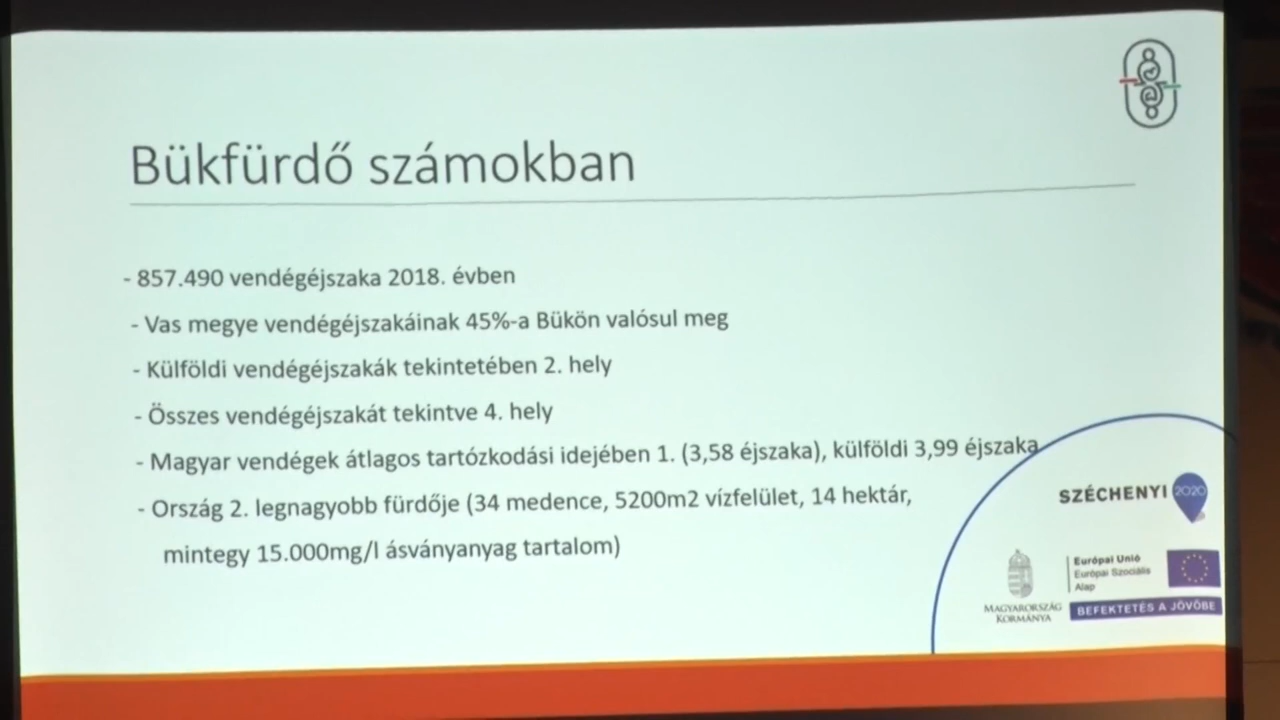 Bükfürdő számokban
- 857.490 vendégéjszaka 2018. évben
- Vas megye vendégéjszakáinak 45%-a Bükön valósul meg
- Külföldi vendégéjszakák tekintetében 2. hely
- Összes vendégéjszakát tekintve 4. hely
- Magyar vendégek átlagos tartózkodási idejében 1. (3,58 éjszaka), külföldi 3,99 éjszaka
- Ország 2. legnagyobb fürdője (34 medence, 5200m2 vízfelület, 14 hektár,
mintegy 15.000mg/l ásványanyag tartalom)
SZÉCHENYI 2020
Európai Unió
Európai Szociális
Alap
MAGYARORSZÁG
KORMÁNYA
BEFEKTETÉS A JÖVŐBE